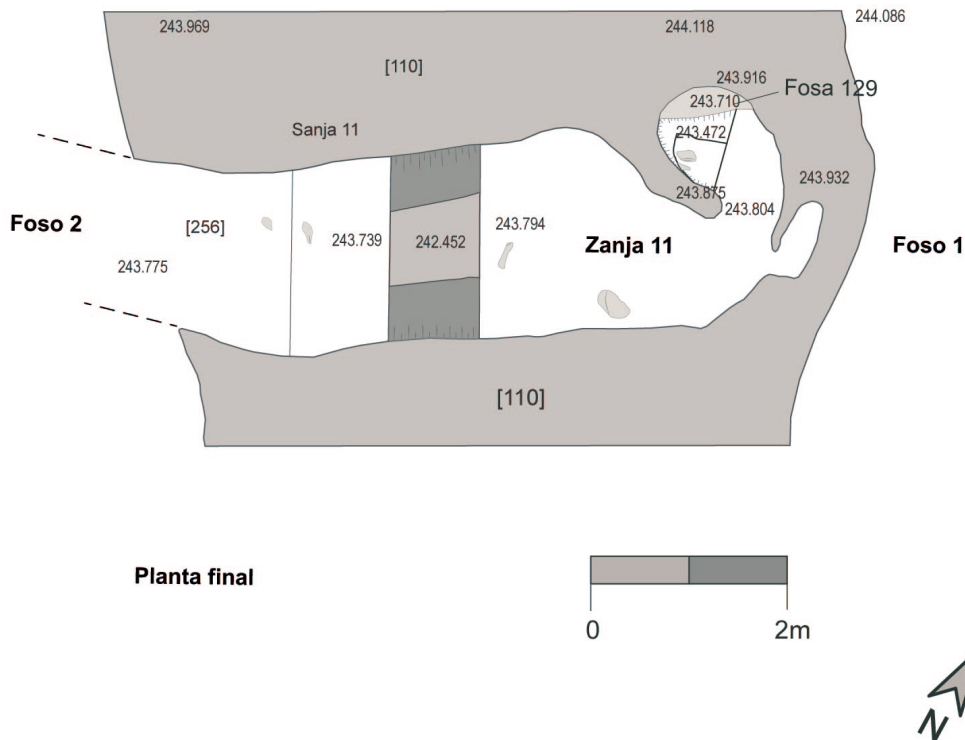 243.969
244.118
244.086
[110]
243.916
Fosa 129
243.710
Sanja 11
243.472
243.875
243.932
243.804
Foso 2
[256]
243.739
242.452
243.794
Zanja 11
Foso 1
243.775
[110]
Planta final
0
2m
N